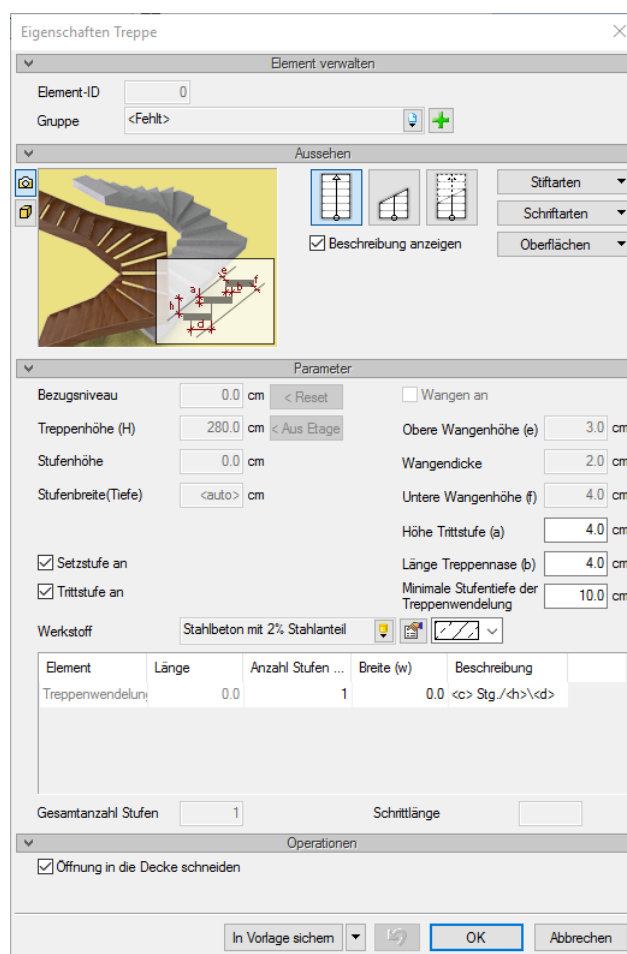 Eigenschaften Treppe
Element verwalten
Element-ID 0
Gruppe <Fehlt>
Aussehen
Stiftarten
Schriftarten
Beschreibung anzeigen Oberflächen
e
a b f
h
d
Parameter
Bezugsniveau 0.0 cm < Reset Wangen an
Treppenhöhe (H) 280.0 cm < Aus Etage Obere Wangenhöhe (e) 3.0 cm
Stufenhöhe 0.0 cm Wangendicke 2.0 cm
Stufenbreite(Tiefe) <auto> cm Untere Wangenhöhe (f) 4.0 cm
Höhe Trittstufe (a) 4.0 cm
Setzstufe an Länge Treppennase (b) 4.0 cm
Trittstufe an Minimale Stufentiefe der
Treppenwendelung 10.0 cm
Werkstoff Stahlbeton mit 2% Stahlanteil
Element Länge Anzahl Stufen ... Breite (w) Beschreibung
Treppenwendelun 0.0 1 0.0 <c> Stg./<h>\<d>
Gesamtanzahl Stufen 1 Schrittlänge
Operationen
Öffnung in die Decke schneiden
In Vorlage sichern OK Abbrechen